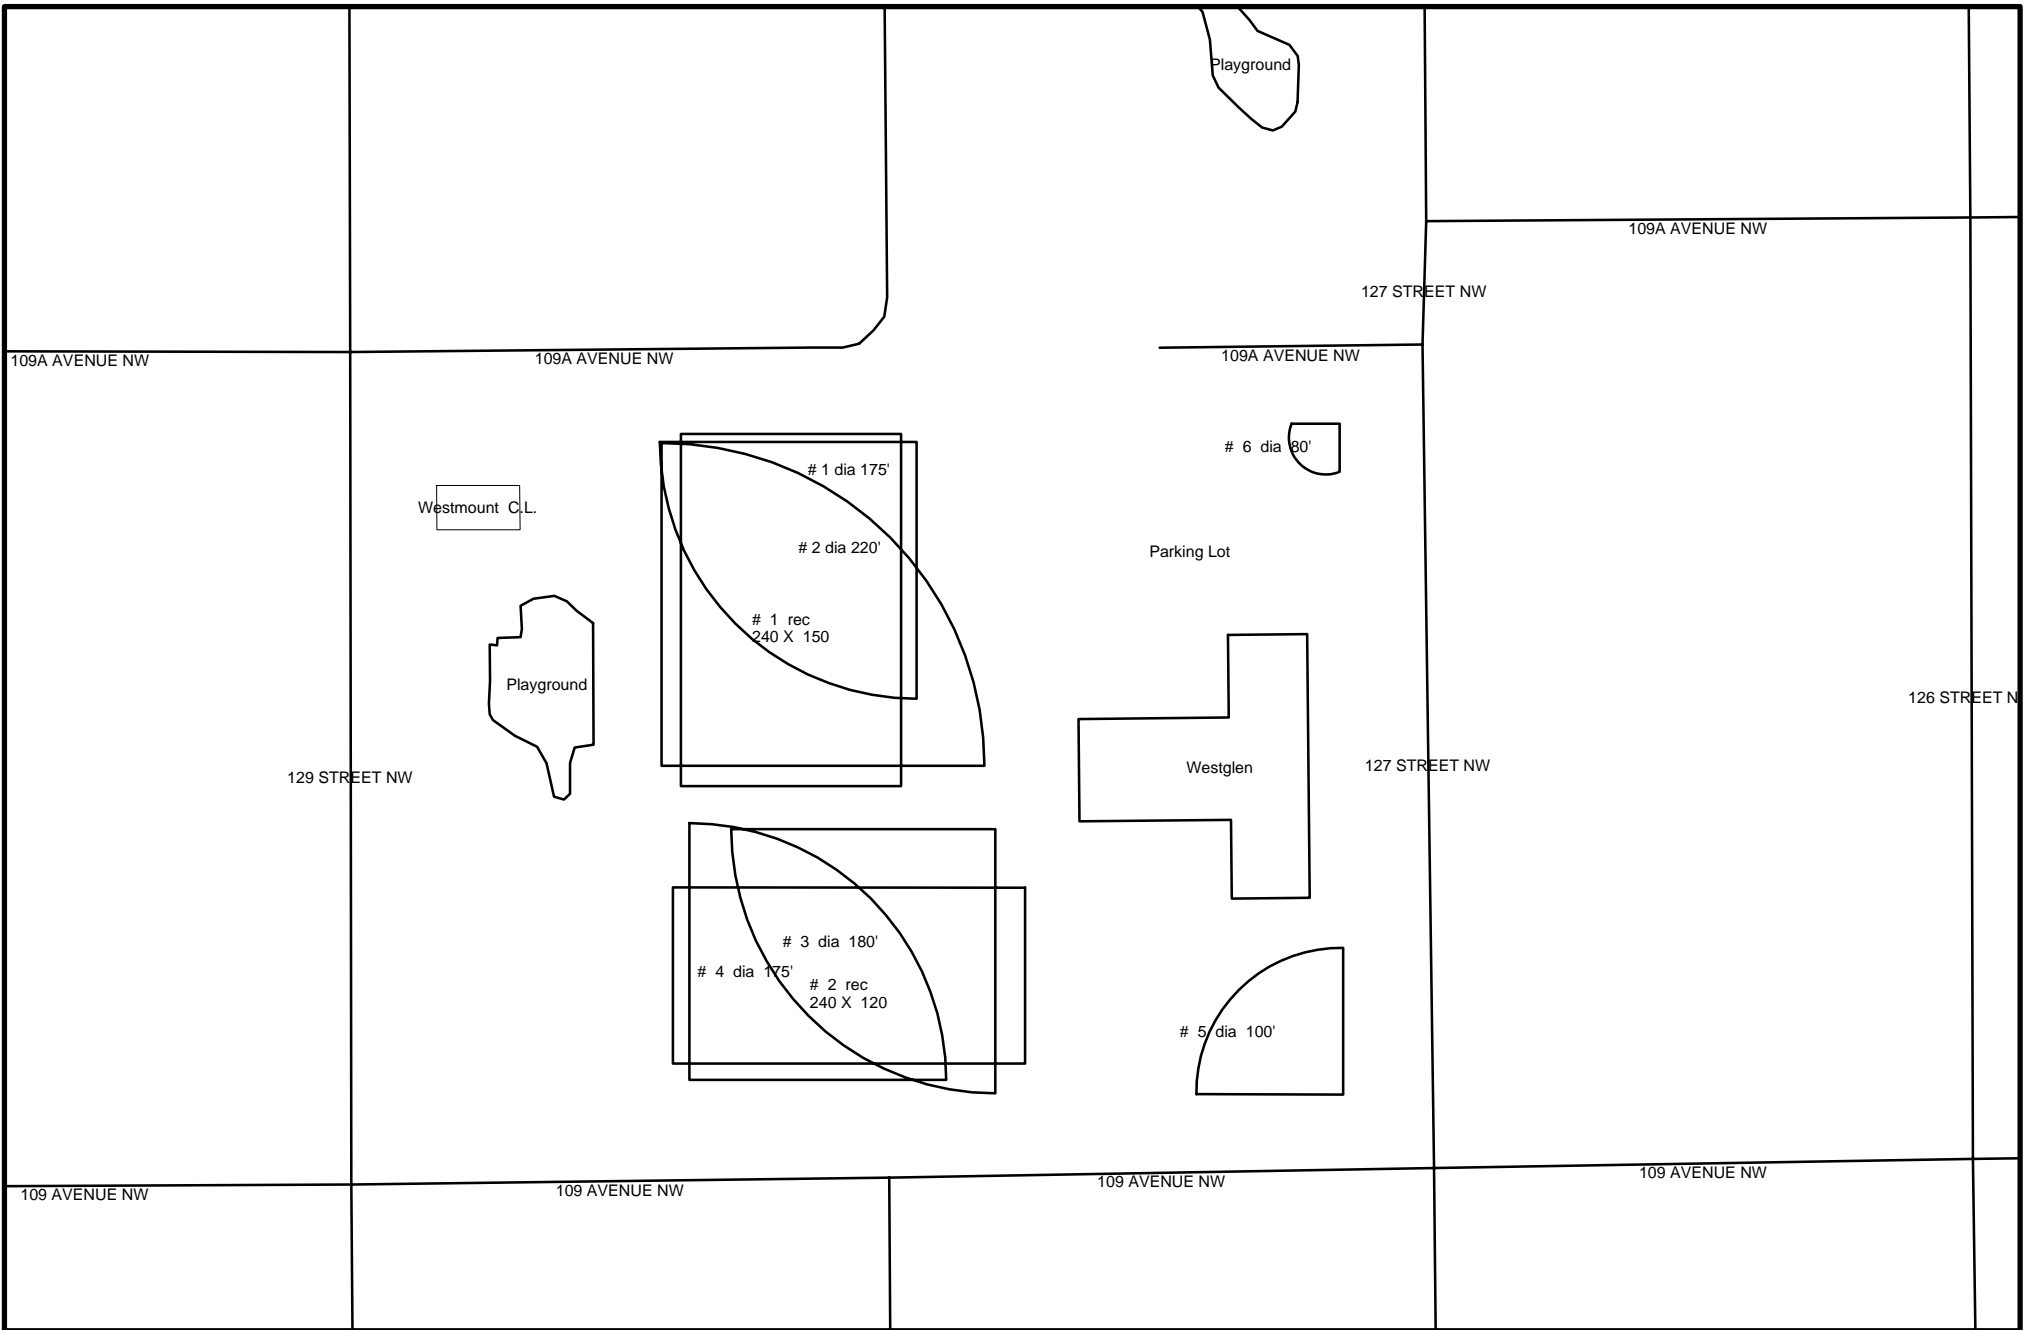 Playground
109A AVENUE NW
127 STREET NW
109A AVENUE NW
109A AVENUE NW
109A AVENUE NW
# 6 dia 80'
# 1 dia 175'
Westmount C.L.
# 2 dia 220'
Parking Lot
# 1 rec
240 X 150
Playground
126 STREET N
Westglen
127 STREET NW
129 STREET NW
# 3 dia 180'
# 4 dia 175'
# 2 rec
240 X 120
# 5 dia 100'
109 AVENUE NW
109 AVENUE NW
109 AVENUE NW
109 AVENUE NW